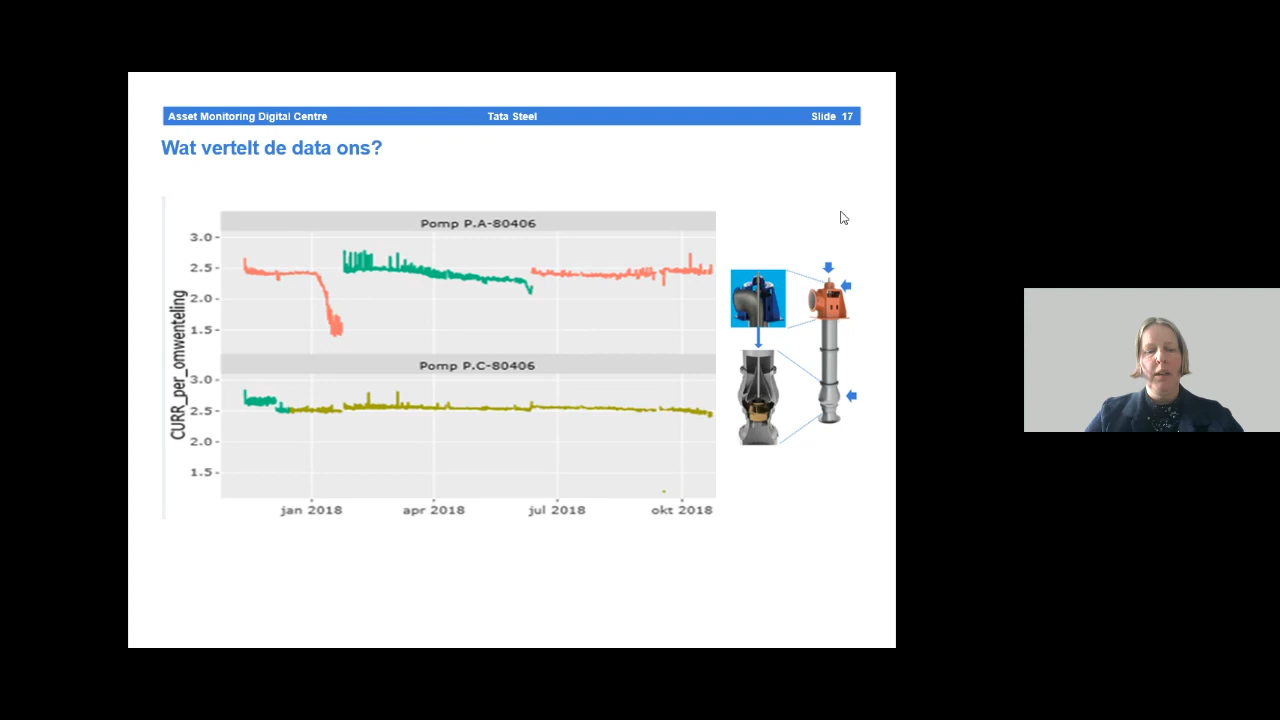 Asset Monitoring Digital Centre Tata Steel Slide 17
Wat vertelt de data ons?
Pomp P.A-80406
3.0
2.5
2.0
1.5
CURR_per_omwenteling
Pomp P.C-80406
3.0
2.5
2.0
1.5
jan 2018 apr 2018 jul 2018 okt 2018